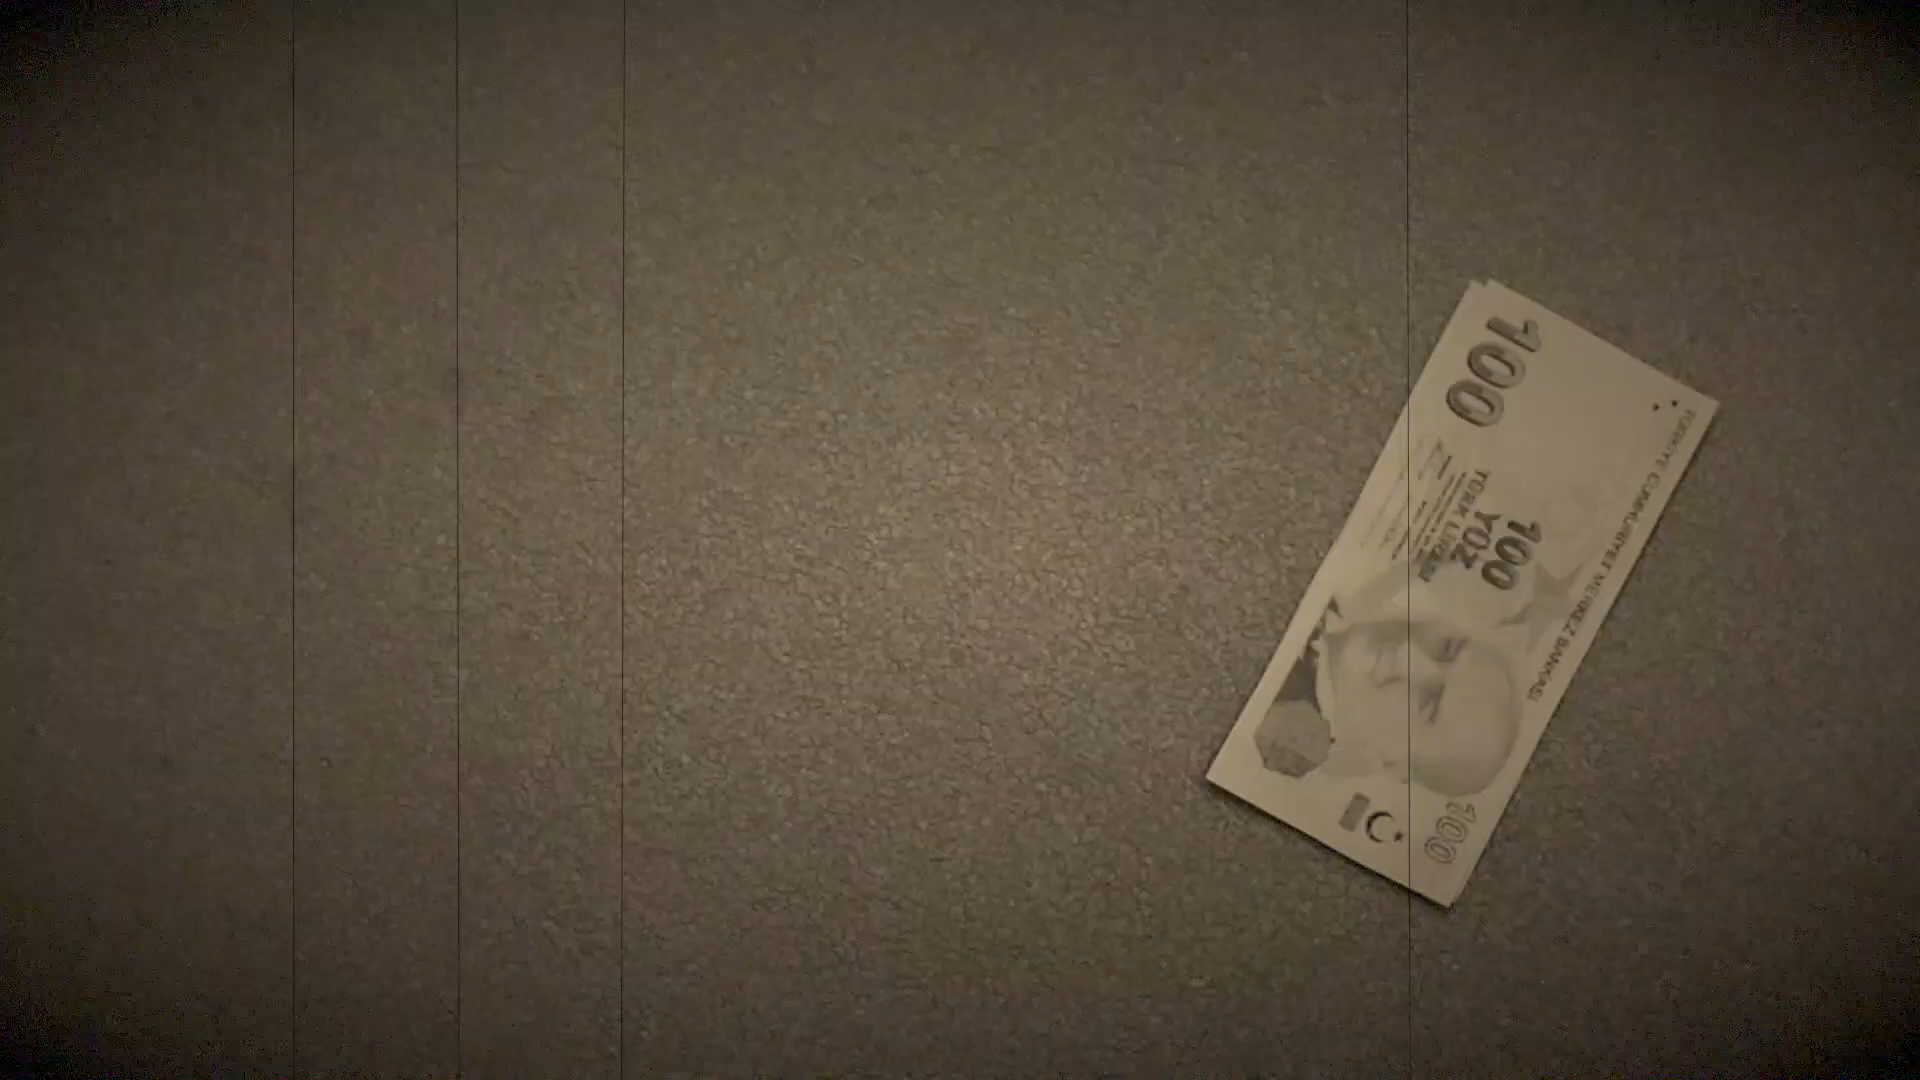 TÜRKİYE CUMHURİYET MERKEZ BANKASI
100
100
YÜZ
TÜRK LİRASI
100